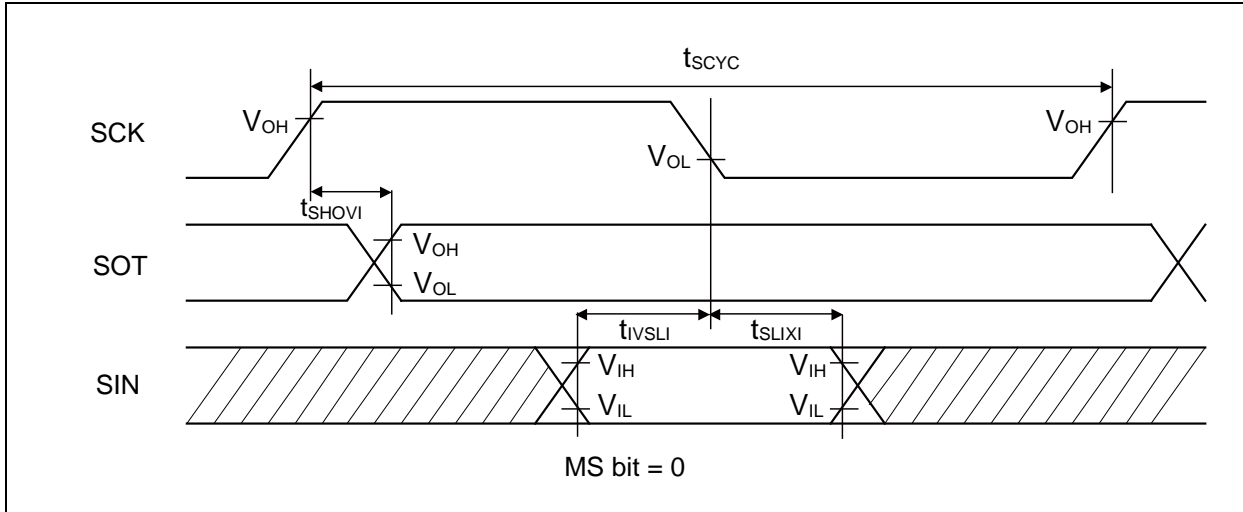 tSCYC
SCK
VOH
VOL
VOH
tSHOVI
SOT
VOH
VOL
tIVSLI
tSLIXI
SIN
VIH
VIH
VIL
VIL
MS bit = 0